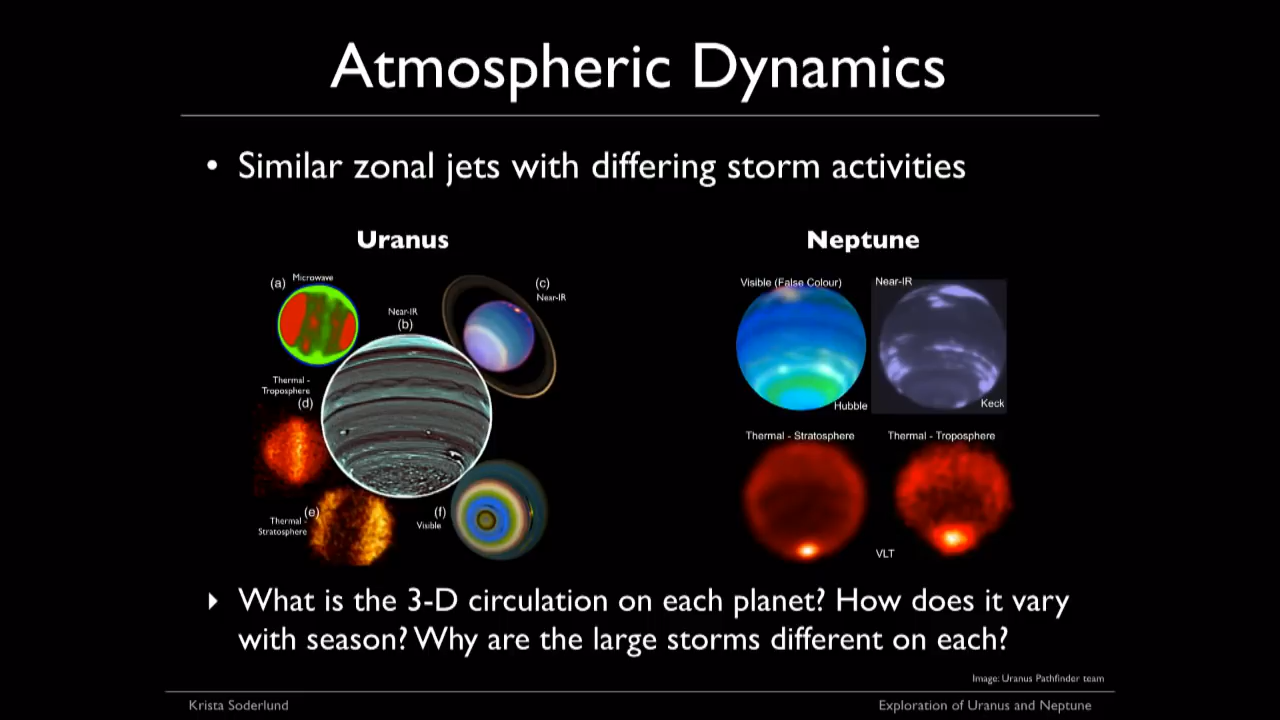 Atmospheric Dynamics
• Similar zonal jets with differing storm activities
Uranus
(a) Microwave
Near-IR
(b)
(c)
Near-IR
Thermal -
Troposphere
(d)
(e)
Thermal -
Stratosphere
(f)
Visible
Neptune
Visible (False Colour)
Near-IR
Hubble
Keck
Thermal - Stratosphere
Thermal - Troposphere
VLT
What is the 3-D circulation on each planet? How does it vary
with season? Why are the large storms different on each?
Image: Uranus Pathfinder team
Krista Soderlund
Exploration of Uranus and Neptune